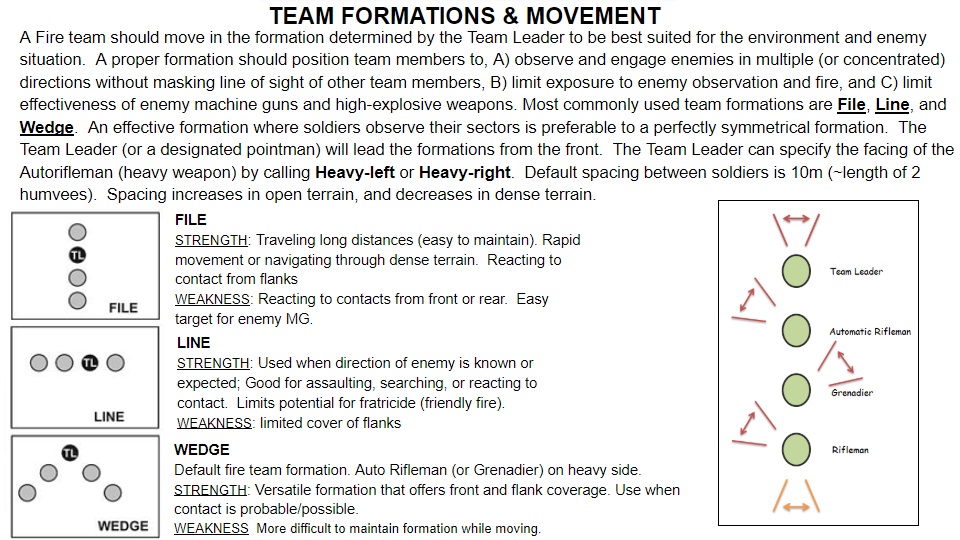 TEAM FORMATIONS & MOVEMENT
A Fire team should move in the formation determined by the Team Leader to be best suited for the environment and enemy
situation.  A proper formation should position team members to, A) observe and engage enemies in multiple (or concentrated)
directions without masking line of sight of other team members, B) limit exposure to enemy observation and fire, and C) limit
effectiveness of enemy machine guns and high-explosive weapons. Most commonly used team formations are File, Line, and
Wedge.  An effective formation where soldiers observe their sectors is preferable to a perfectly symmetrical formation.  The
Team Leader (or a designated pointman) will lead the formations from the front.  The Team Leader can specify the facing of the
Autorifleman (heavy weapon) by calling Heavy-left or Heavy-right.  Default spacing between soldiers is 10m (~length of 2
humvees).  Spacing increases in open terrain, and decreases in dense terrain.
TL
FILE
FILE
STRENGTH: Traveling long distances (easy to maintain). Rapid
movement or navigating through dense terrain.  Reacting to
contact from flanks
WEAKNESS: Reacting to contacts from front or rear.  Easy
target for enemy MG.
TL
LINE
LINE
STRENGTH: Used when direction of enemy is known or
expected; Good for assaulting, searching, or reacting to
contact.  Limits potential for fratricide (friendly fire).
WEAKNESS: limited cover of flanks
TL
WEDGE
WEDGE
Default fire team formation. Auto Rifleman (or Grenadier) on heavy side.
STRENGTH: Versatile formation that offers front and flank coverage. Use when
contact is probable/possible.
WEAKNESS  More difficult to maintain formation while moving.
Team Leader
Automatic Rifleman
Grenadier
Rifleman